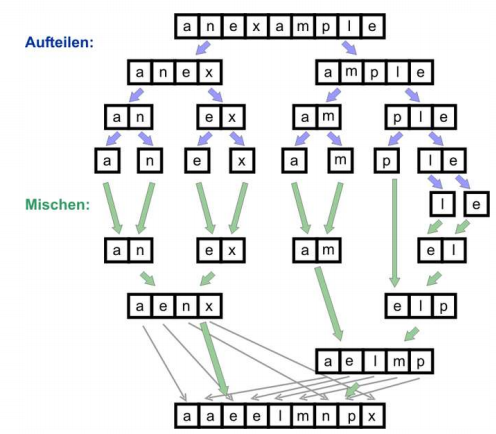 a n e x a m p l e
Aufteilen:
a n e x a m p l e
a n e x a m p l e
a n e x a m p l e
Mischen: l e
a n e x a m e l
a e n x e l p
a e l m p
a a e e l m n p x